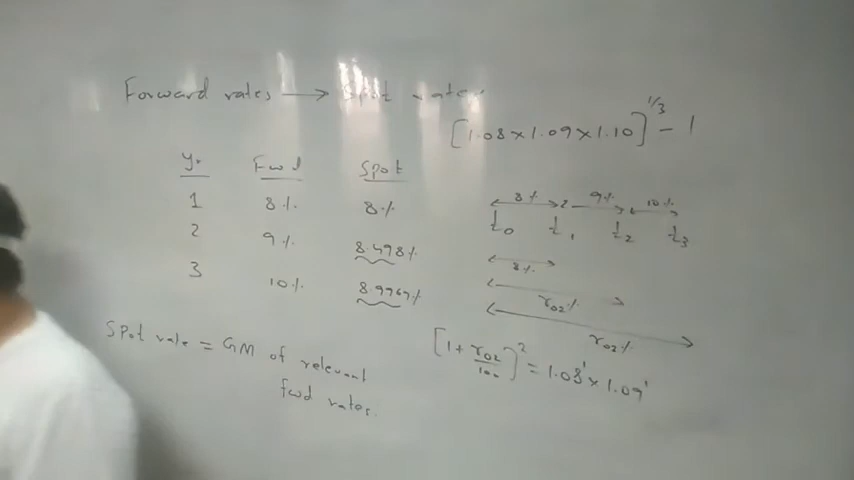 Forward rates → Spot rates
[1.08 × 1.09 × 1.10]^1/3 - 1
Yr Fwd Spot
1 8% 8%
2 9% 8.498%
3 10% 8.9969%
8% 9% 10%
t0 t1 t2 t3
8%
r02%
r02%
Spot rate = GM of relevant
fwd rates.
[1 + r02/100]^2 = 1.08^1 × 1.09^1